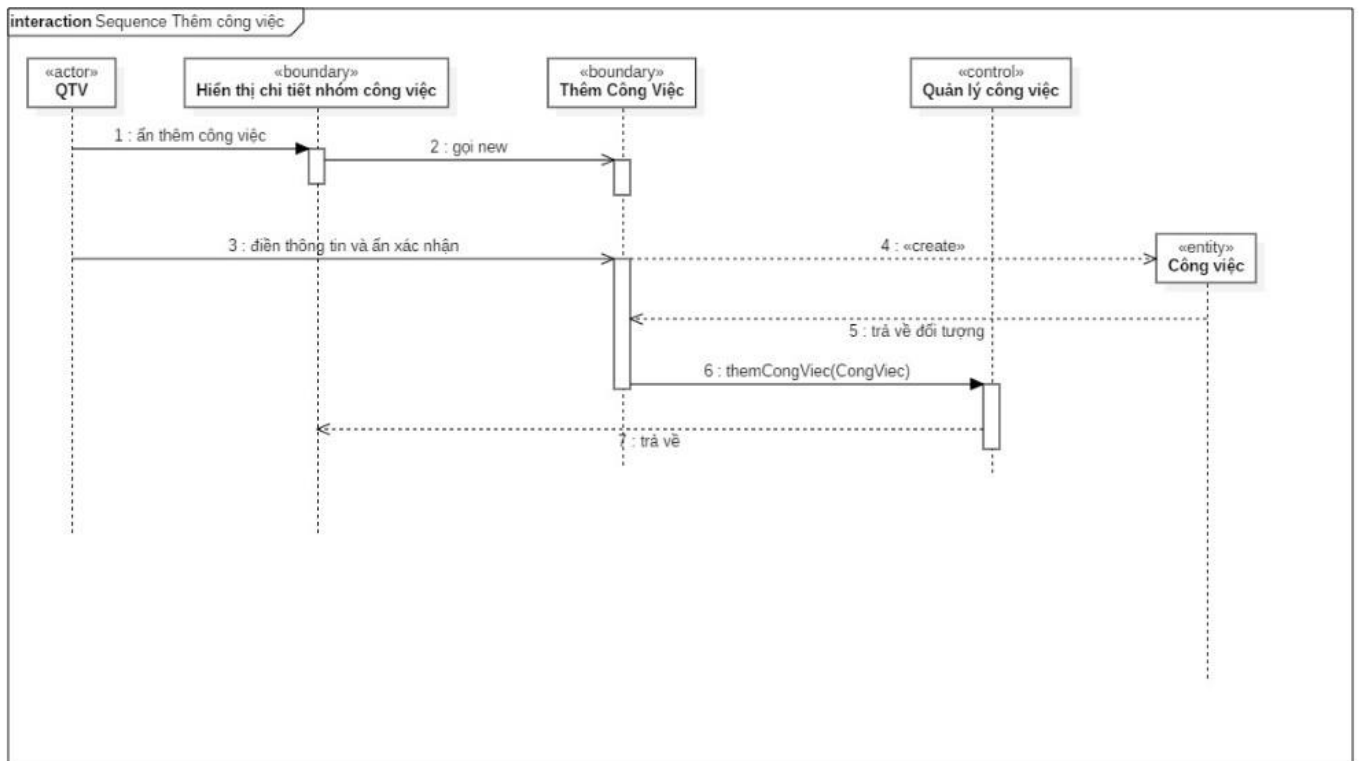 interaction Sequence Thêm công việc
«actor»
QTV
«boundary»
Hiển thị chi tiết nhóm công việc
«boundary»
Thêm Công Việc
«control»
Quản lý công việc
1 : ấn thêm công việc
2 : gọi new
3 : điền thông tin và ấn xác nhận
4 : «create»
«entity»
Công việc
5 : trả về đối tượng
6 : themCongViec(CongViec)
7 : trả về